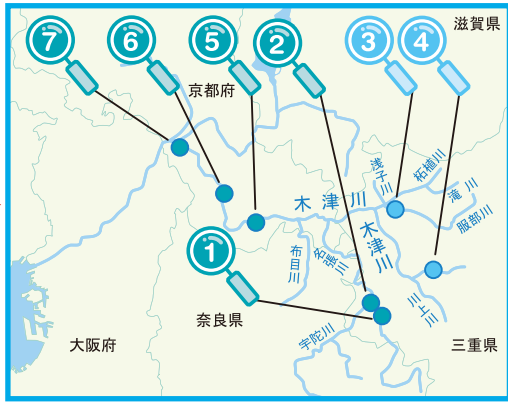 7
6
5
2
3
4
滋賀県
京都府
浅子川
柘植川
滝川
服部川
木津川
木津川
1
布目川
名張川
川上川
奈良県
宇陀川
大阪府
三重県